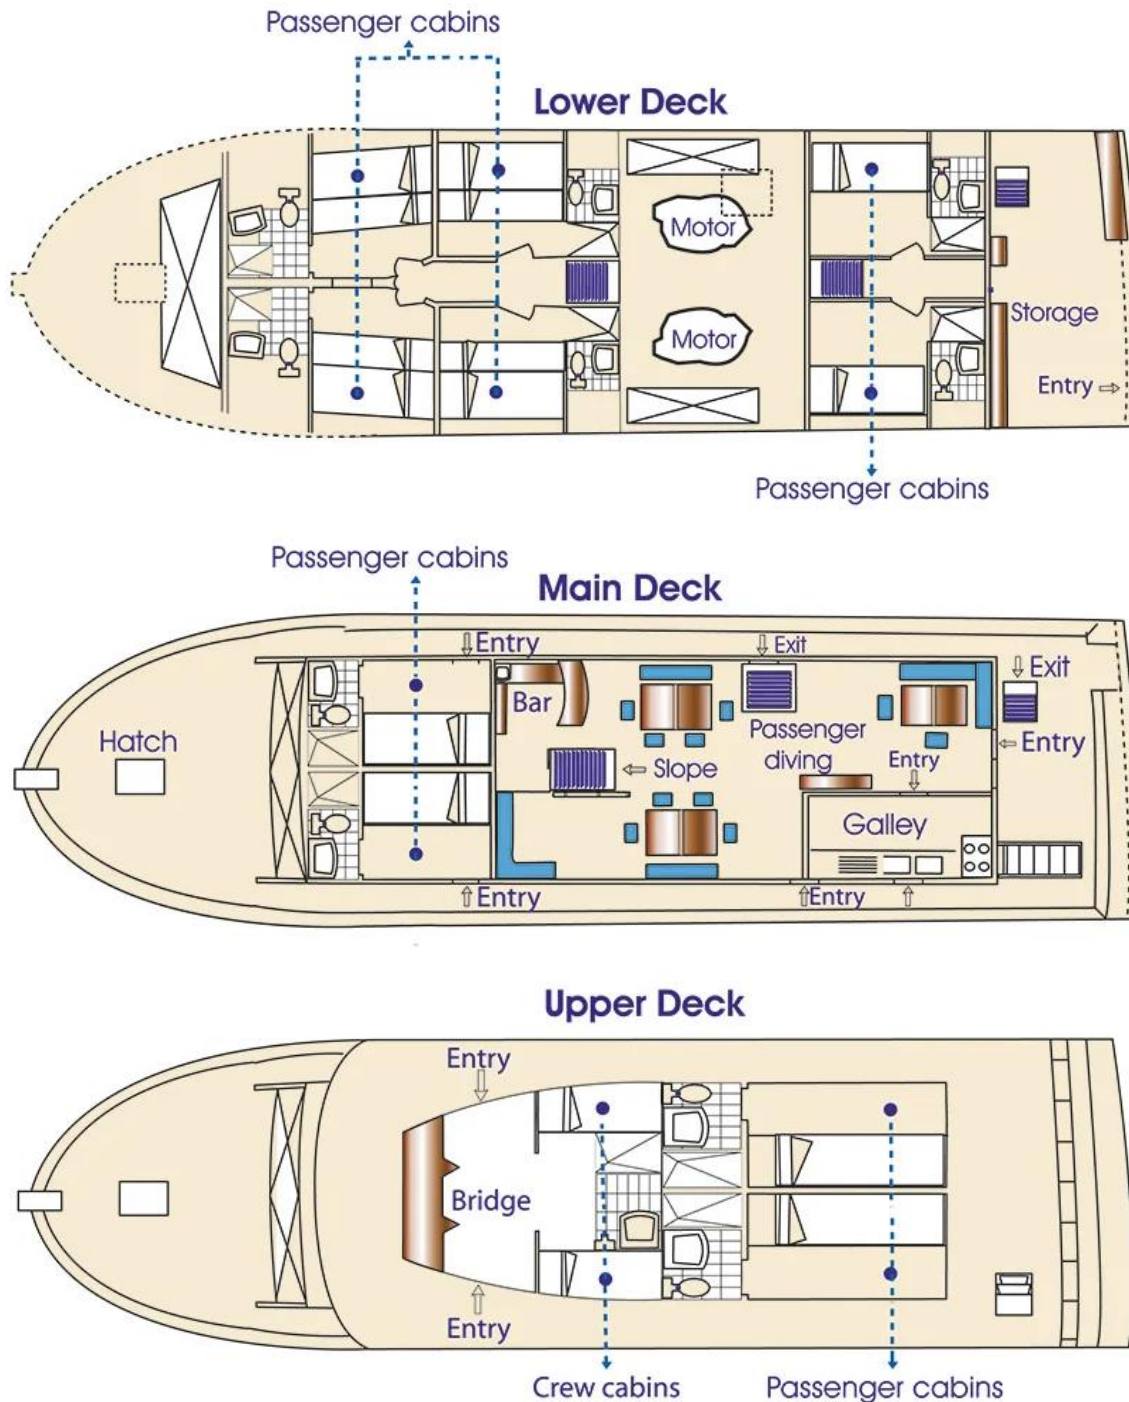 Passenger cabins
Lower Deck
Motor
Motor
Storage
Entry
Passenger cabins
Passenger cabins
Main Deck
Entry
Exit
Exit
Bar
Hatch
Passenger
diving
Entry
Entry
Slope
Galley
Entry
Entry
Upper Deck
Entry
Bridge
Entry
Crew cabins
Passenger cabins